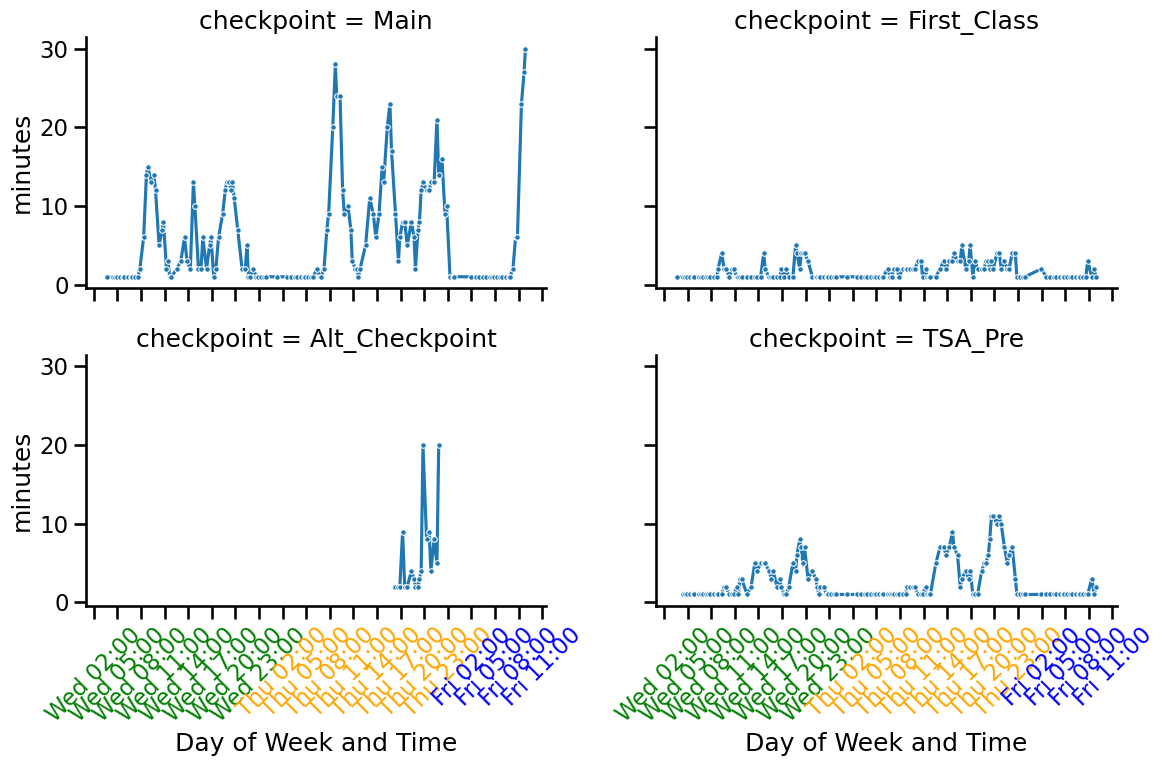 checkpoint = Main
checkpoint = First_Class
30
20
10
0
minutes
checkpoint = Alt_Checkpoint
checkpoint = TSA_Pre
30
20
10
0
minutes
Wed 02:00
Wed 05:00
Wed 08:00
Wed 11:00
Wed 14:00
Wed 17:00
Wed 20:00
Wed 23:00
Thu 02:00
Thu 05:00
Thu 08:00
Thu 11:00
Thu 14:00
Thu 17:00
Thu 20:00
Thu 23:00
Fri 02:00
Fri 05:00
Fri 08:00
Fri 11:00
Wed 02:00
Wed 05:00
Wed 08:00
Wed 11:00
Wed 14:00
Wed 17:00
Wed 20:00
Wed 23:00
Thu 02:00
Thu 05:00
Thu 08:00
Thu 11:00
Thu 14:00
Thu 17:00
Thu 20:00
Thu 23:00
Fri 02:00
Fri 05:00
Fri 08:00
Fri 11:00
Day of Week and Time
Day of Week and Time